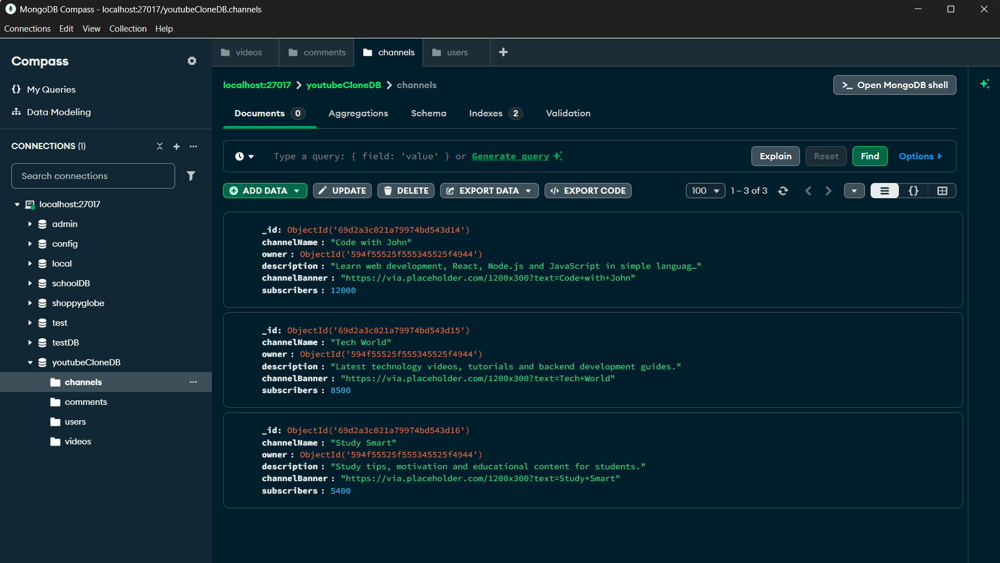 MongoDB Compass - localhost:27017/youtubeCloneDB.channels
Connections Edit View Collection Help
Compass
My Queries
Data Modeling
CONNECTIONS (1)
Search connections
localhost:27017
admin
config
local
schoolDB
shoppyglobe
test
testDB
youtubeCloneDB
channels
comments
users
videos
videos comments channels users
localhost:27017 > youtubeCloneDB > channels
Open MongoDB shell
Documents 0 Aggregations Schema Indexes 2 Validation
Type a query: { field: 'value' } or Generate query
Explain Reset Find Options
ADD DATA UPDATE DELETE EXPORT DATA EXPORT CODE
100 1 – 3 of 3
_id: ObjectId('69d2a3c021a79974bd543d14')
channelName : "Code with John"
owner : ObjectId('594f55525f555345525f4944')
description : "Learn web development, React, Node.js and JavaScript in simple languag…"
channelBanner : "https://via.placeholder.com/1200x300?text=Code+with+John"
subscribers : 12000
_id: ObjectId('69d2a3c021a79974bd543d15')
channelName : "Tech World"
owner : ObjectId('594f55525f555345525f4944')
description : "Latest technology videos, tutorials and backend development guides."
channelBanner : "https://via.placeholder.com/1200x300?text=Tech+World"
subscribers : 8500
_id: ObjectId('69d2a3c021a79974bd543d16')
channelName : "Study Smart"
owner : ObjectId('594f55525f555345525f4944')
description : "Study tips, motivation and educational content for students."
channelBanner : "https://via.placeholder.com/1200x300?text=Study+Smart"
subscribers : 5400